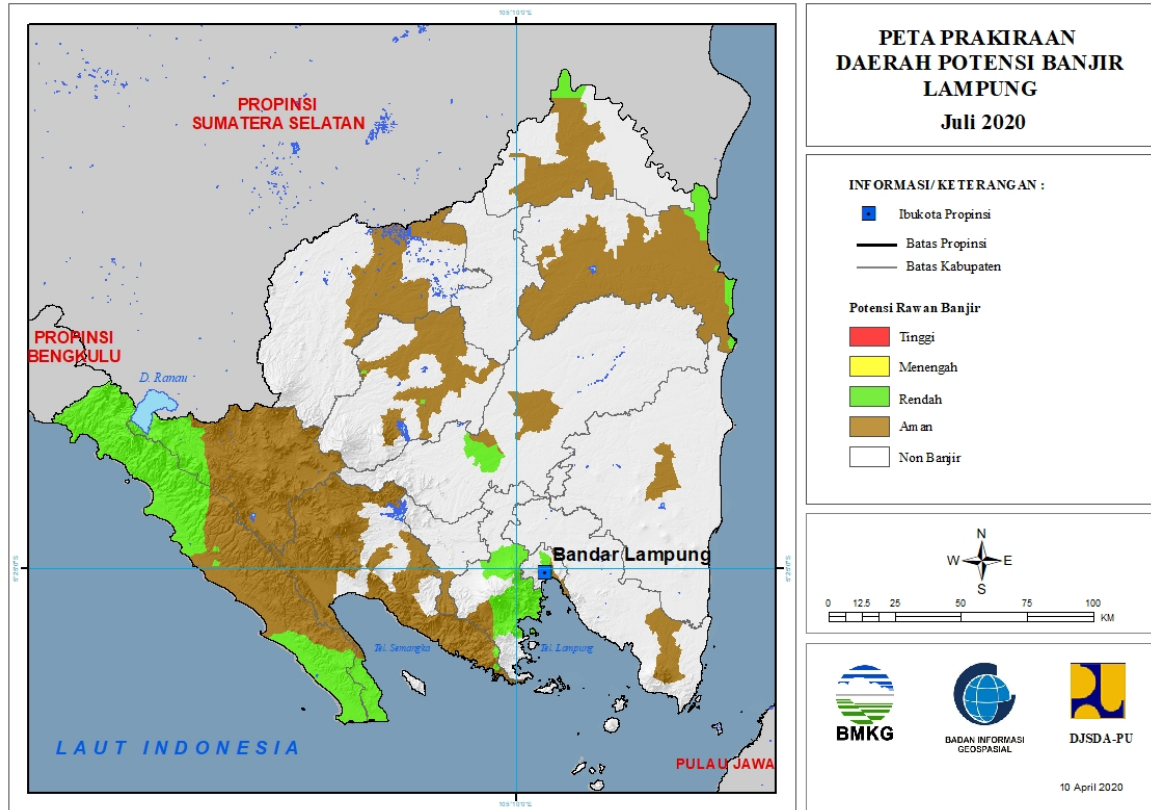 PETA PRAKIRAAN
DAERAH POTENSI BANJIR
LAMPUNG
Juli 2020
INFORMASI/ KETERANGAN :
Ibukota Propinsi
Batas Propinsi
Batas Kabupaten
Potensi Rawan Banjir
Tinggi
Menengah
Rendah
Aman
Non Banjir
N
W E
S
0 12.5 25 50 75 100
KM
BMKG
BADAN INFORMASI
GEOSPASIAL
DJSDA-PU
10 April 2020
PROPINSI
SUMATERA SELATAN
PROPINSI
BENGKULU
D. Ranau
Bandar Lampung
Tel. Semangka
Tel. Lampung
LAUT INDONESIA
PULAU JAWA